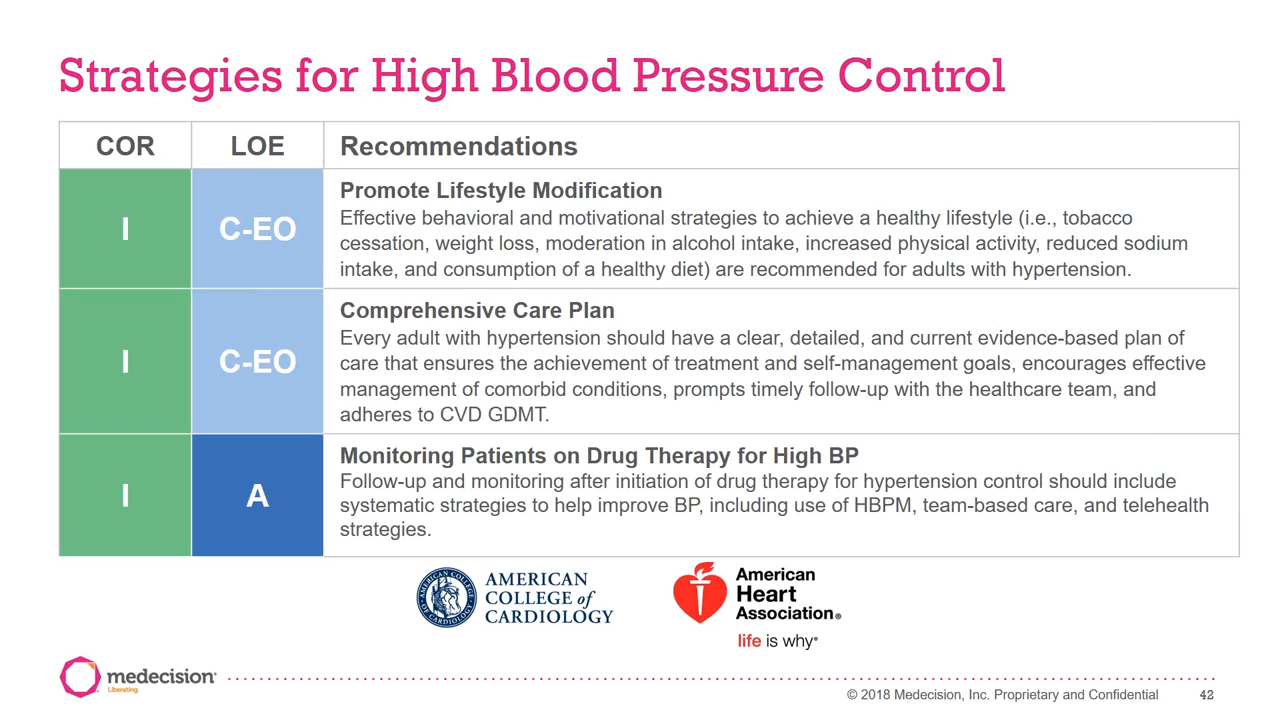 Strategies for High Blood Pressure Control
COR LOE Recommendations
I C-EO
Promote Lifestyle Modification
Effective behavioral and motivational strategies to achieve a healthy lifestyle (i.e., tobacco
cessation, weight loss, moderation in alcohol intake, increased physical activity, reduced sodium
intake, and consumption of a healthy diet) are recommended for adults with hypertension.
I C-EO
Comprehensive Care Plan
Every adult with hypertension should have a clear, detailed, and current evidence-based plan of
care that ensures the achievement of treatment and self-management goals, encourages effective
management of comorbid conditions, prompts timely follow-up with the healthcare team, and
adheres to CVD GDMT.
I A
Monitoring Patients on Drug Therapy for High BP
Follow-up and monitoring after initiation of drug therapy for hypertension control should include
systematic strategies to help improve BP, including use of HBPM, team-based care, and telehealth
strategies.
AMERICAN
COLLEGE of
CARDIOLOGY
American
Heart
Association®
life is why®
medecision®
Liberating.
© 2018 Medecision, Inc. Proprietary and Confidential 42